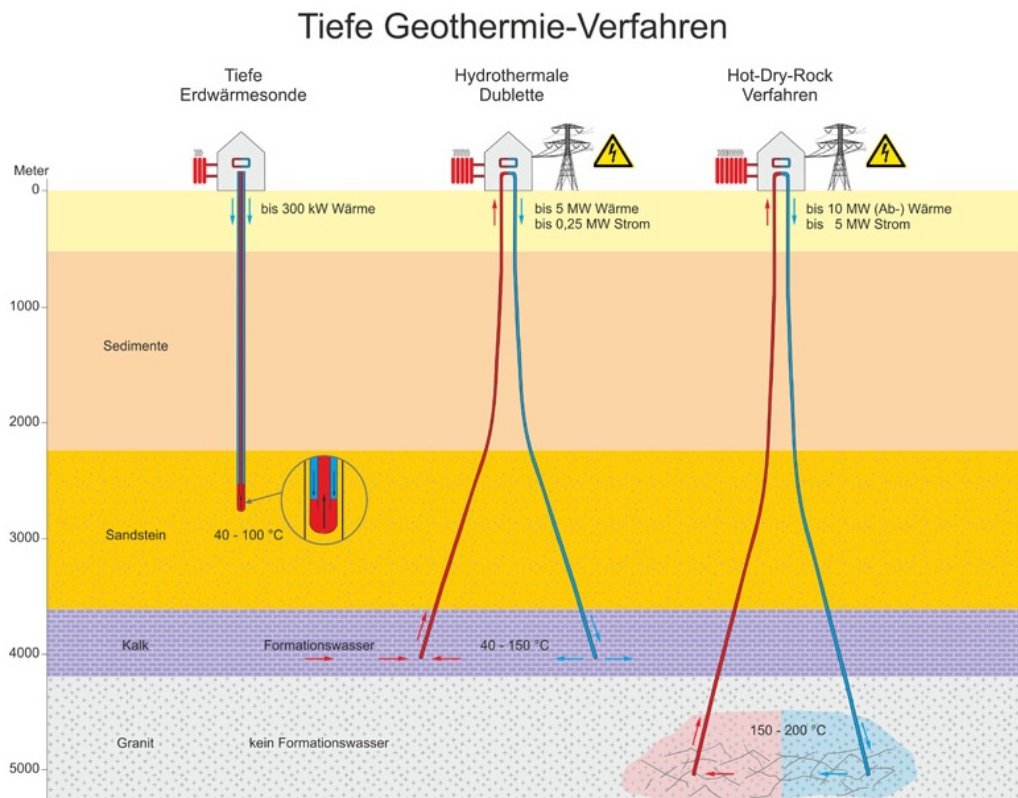 Tiefe Geothermie-Verfahren
Tiefe
Erdwärmesonde
Hydrothermale
Dublette
Hot-Dry-Rock
Verfahren
Meter
0
bis 300 kW Wärme
bis 5 MW Wärme
bis 0,25 MW Strom
bis 10 MW (Ab-) Wärme
bis 5 MW Strom
1000
Sedimente
2000
3000
Sandstein
40 - 100 °C
4000
Kalk
Formationswasser
40 - 150 °C
Granit
kein Formationswasser
150 - 200 °C
5000